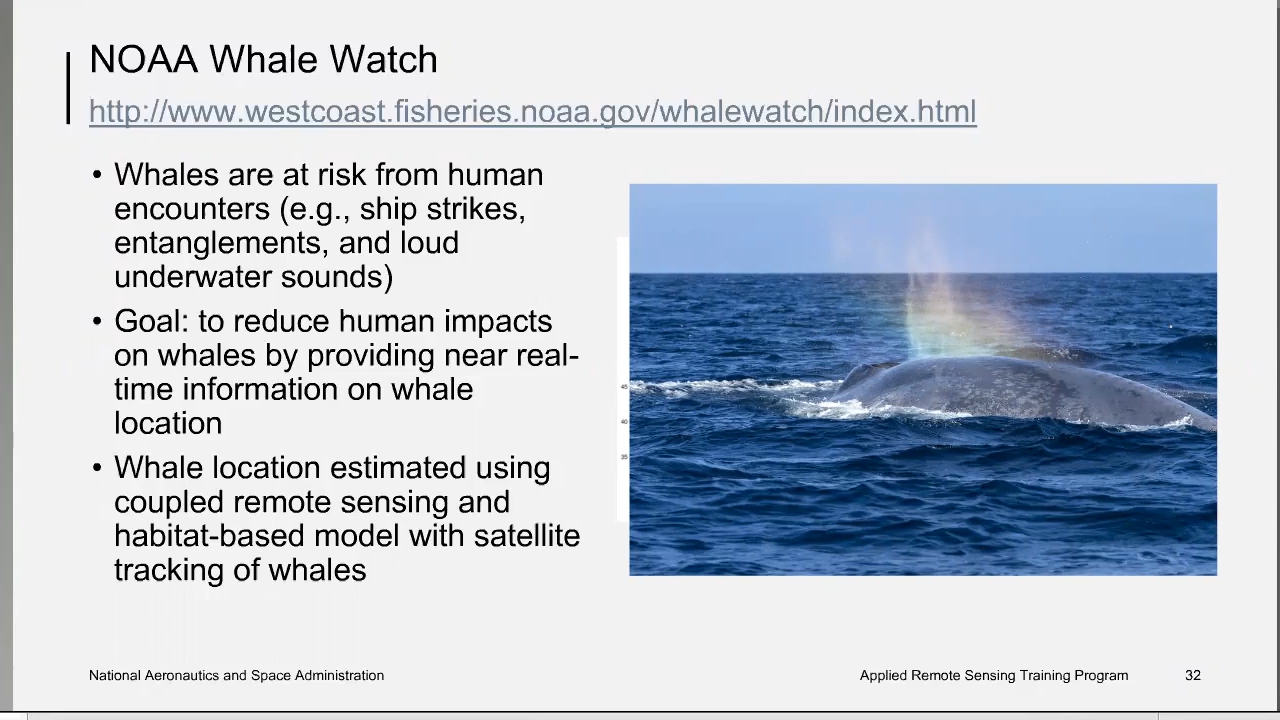 NOAA Whale Watch
http://www.westcoast.fisheries.noaa.gov/whalewatch/index.html
• Whales are at risk from human
encounters (e.g., ship strikes,
entanglements, and loud
underwater sounds)
• Goal: to reduce human impacts
on whales by providing near real-
time information on whale
location
• Whale location estimated using
coupled remote sensing and
habitat-based model with satellite
tracking of whales
45
40
35
National Aeronautics and Space Administration
Applied Remote Sensing Training Program
32